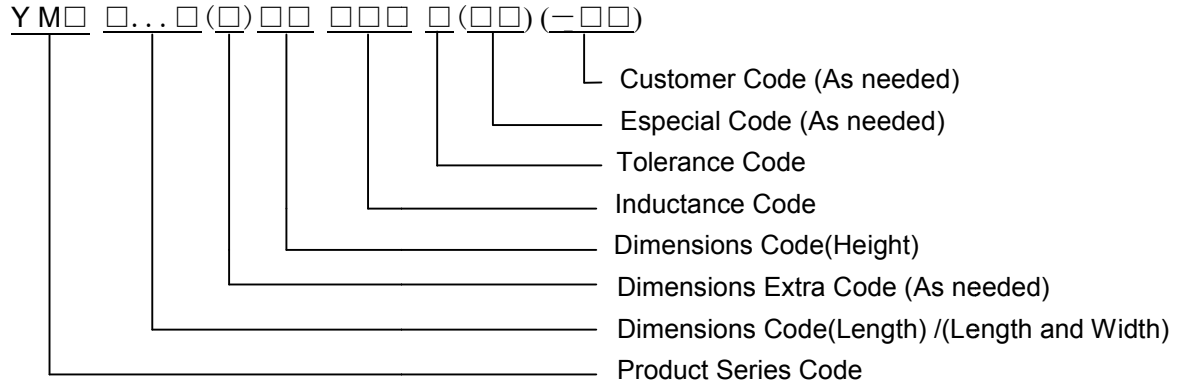 YM□ □...□(□)□□ □□□ □(□□)(-□□)
Customer Code (As needed)
Especial Code (As needed)
Tolerance Code
Inductance Code
Dimensions Code(Height)
Dimensions Extra Code (As needed)
Dimensions Code(Length) /(Length and Width)
Product Series Code